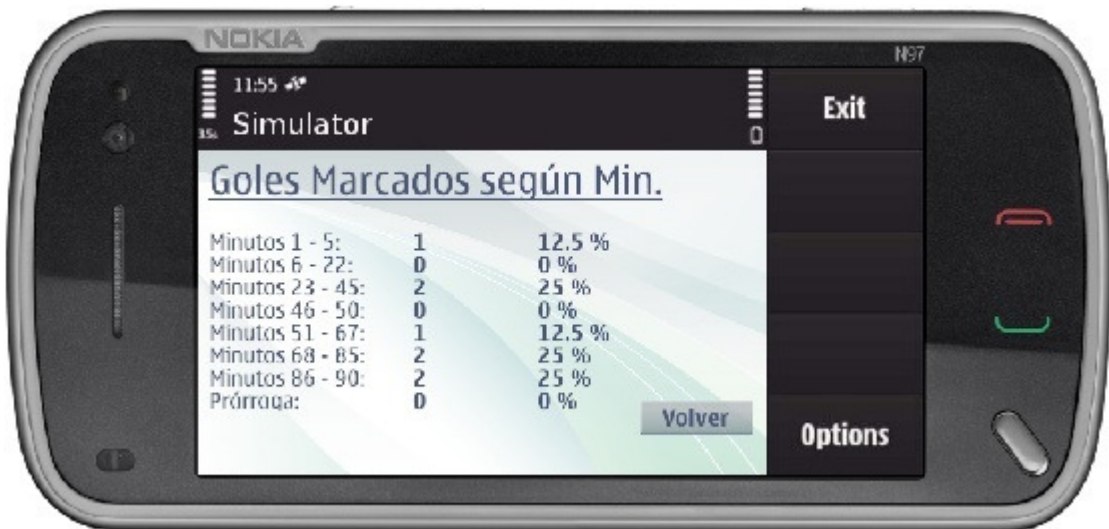 NOKIA
N97
11:55
Simulator
Exit
Goles Marcados según Min.
Minutos 1 - 5: 1 12.5 %
Minutos 6 - 22: 0 0 %
Minutos 23 - 45: 2 25 %
Minutos 46 - 50: 0 0 %
Minutos 51 - 67: 1 12.5 %
Minutos 68 - 85: 2 25 %
Minutos 86 - 90: 2 25 %
Prórroga: 0 0 %
Volver
Options